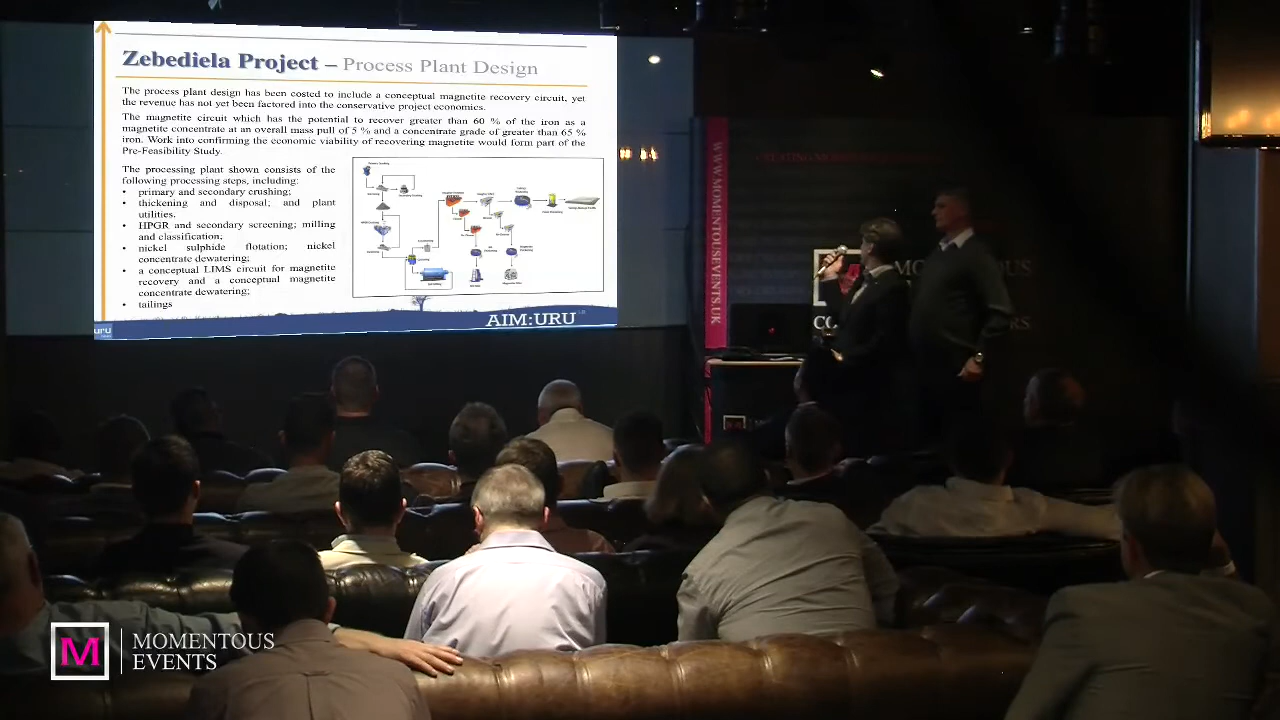 Zebediela Project – Process Plant Design
The process plant design has been costed to include a conceptual magnetite recovery circuit, yet
the revenue has not yet been factored into the conservative project economics.
The magnetite circuit which has the potential to recover greater than 60 % of the iron as a
magnetite concentrate at an overall mass pull of 5 % and a concentrate grade of greater than 65 %
iron. Work into confirming the economic viability of recovering magnetite would form part of the
Pre-Feasibility Study.
The processing plant shown consists of the
following processing steps, including:
• primary and secondary crushing;
• thickening and disposal; and plant
utilities.
• HPGR and secondary screening; milling
and classification;
• nickel sulphide flotation; nickel
concentrate dewatering;
• a conceptual LIMS circuit for magnetite
recovery and a conceptual magnetite
concentrate dewatering;
• tailings
uru
AIM:URU
WWW.MOMENTOUSEVENTS.UK
M
MOMENTOUS
EVENTS